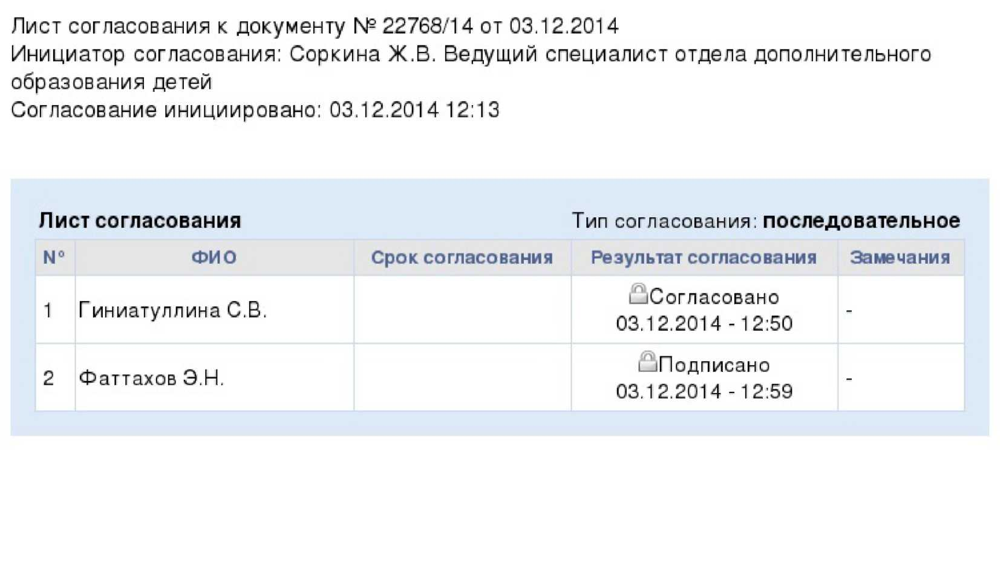 Лист согласования к документу № 22768/14 от 03.12.2014
Инициатор согласования: Соркина Ж.В. Ведущий специалист отдела дополнительного
образования детей
Согласование инициировано: 03.12.2014 12:13
Лист согласования Тип согласования: последовательное
N° ФИО Срок согласования Результат согласования Замечания
1 Гиниатуллина С.В. Согласовано
03.12.2014 - 12:50 -
2 Фаттахов Э.Н. Подписано
03.12.2014 - 12:59 -